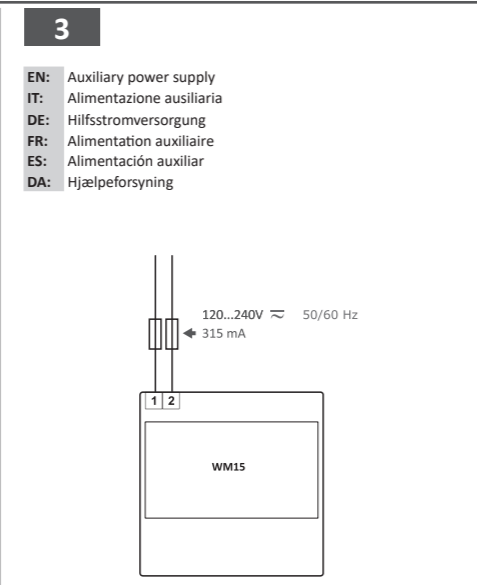 3
EN: Auxiliary power supply
IT: Alimentazione ausiliaria
DE: Hilfsstromversorgung
FR: Alimentation auxiliaire
ES: Alimentación auxiliar
DA: Hjælpeforsyning
120...240V ⎓ 50/60 Hz
315 mA
1 2
WM15